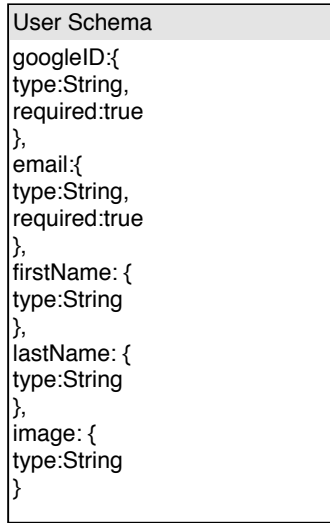 User Schema
googleID:{
type:String,
required:true
},
email:{
type:String,
required:true
},
firstName: {
type:String
},
lastName: {
type:String
},
image: {
type:String
}